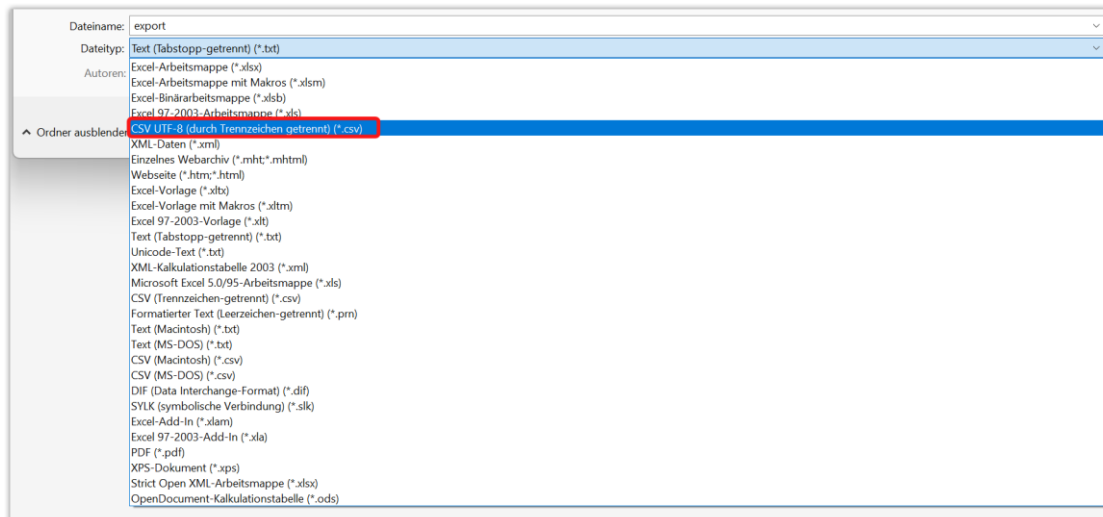 Dateiname: export
Dateityp: Text (Tabstopp-getrennt) (*.txt)
Autoren:
Excel-Arbeitsmappe (*.xlsx)
Excel-Arbeitsmappe mit Makros (*.xlsm)
Excel-Binärarbeitsmappe (*.xlsb)
Excel 97-2003-Arbeitsmappe (*.xls)
Ordner ausblenden
CSV UTF-8 (durch Trennzeichen getrennt) (*.csv)
XML-Daten (*.xml)
Einzelnes Webarchiv (*.mht;*.mhtml)
Webseite (*.htm;*.html)
Excel-Vorlage (*.xltx)
Excel-Vorlage mit Makros (*.xltm)
Excel 97-2003-Vorlage (*.xlt)
Text (Tabstopp-getrennt) (*.txt)
Unicode-Text (*.txt)
XML-Kalkulationstabelle 2003 (*.xml)
Microsoft Excel 5.0/95-Arbeitsmappe (*.xls)
CSV (Trennzeichen-getrennt) (*.csv)
Formatierter Text (Leerzeichen-getrennt) (*.prn)
Text (Macintosh) (*.txt)
Text (MS-DOS) (*.txt)
CSV (Macintosh) (*.csv)
CSV (MS-DOS) (*.csv)
DIF (Data Interchange-Format) (*.dif)
SYLK (symbolische Verbindung) (*.slk)
Excel-Add-In (*.xlam)
Excel 97-2003-Add-In (*.xla)
PDF (*.pdf)
XPS-Dokument (*.xps)
Strict Open XML-Arbeitsmappe (*.xlsx)
OpenDocument-Kalkulationstabelle (*.ods)